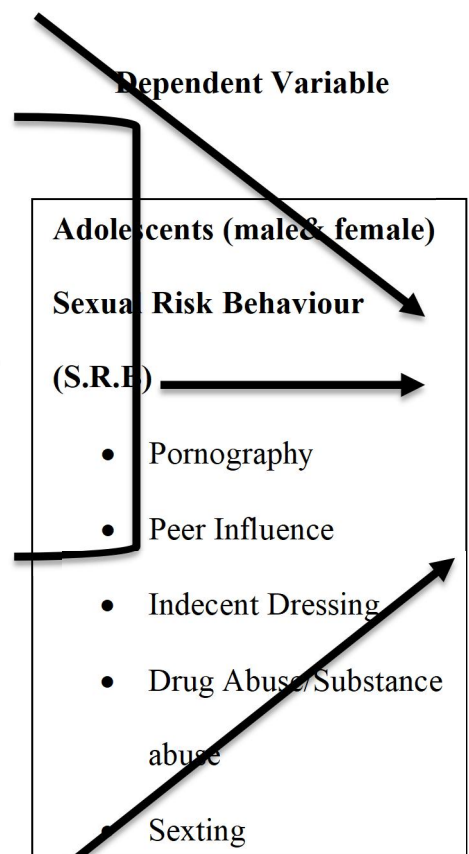 Dependent Variable
Adolescents (male& female)
Sexual Risk Behaviour
(S.R.B)
• Pornography
• Peer Influence
• Indecent Dressing
• Drug Abuse/Substance
abuse
• Sexting